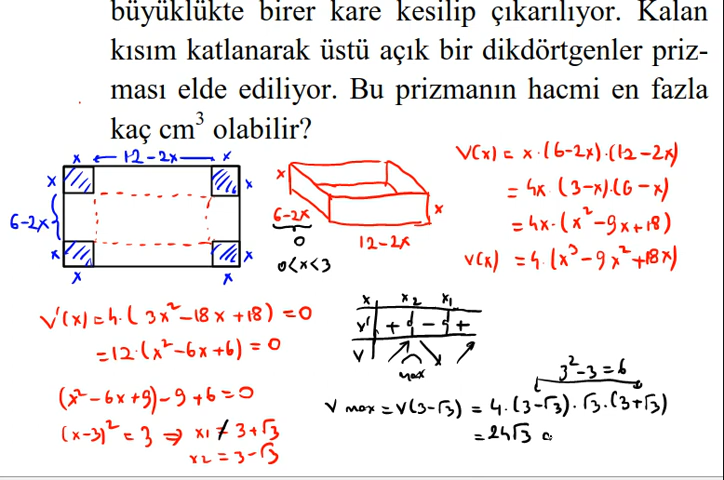 büyüklükte birer kare kesilip çıkarılıyor. Kalan
kısım katlanarak üstü açık bir dikdörtgenler priz-
ması elde ediliyor. Bu prizmanın hacmi en fazla
kaç cm³ olabilir?
x 12-2x x
x x
6-2x
x x
x x
x
x
6-2x
0
12-2x
0<x<3
V(x) = x·(6-2x)·(12-2x)
= 4x·(3-x)·(6-x)
= 4x·(x²-9x+18)
V(x) = 4·(x³-9x²+18x)
V'(x) = 4·(3x²-18x+18) = 0
= 12·(x²-6x+6) = 0
(x²-6x+9)-9+6=0
(x-3)² = 3 ⇒ x₁ ≠ 3+√3
x₂ = 3-√3
x x₂ x₁
V' + 0 - 0 +
V
max
3²-3=6
V max = V(3-√3) = 4·(3-√3)·√3·(3+√3)
= 24√3 c